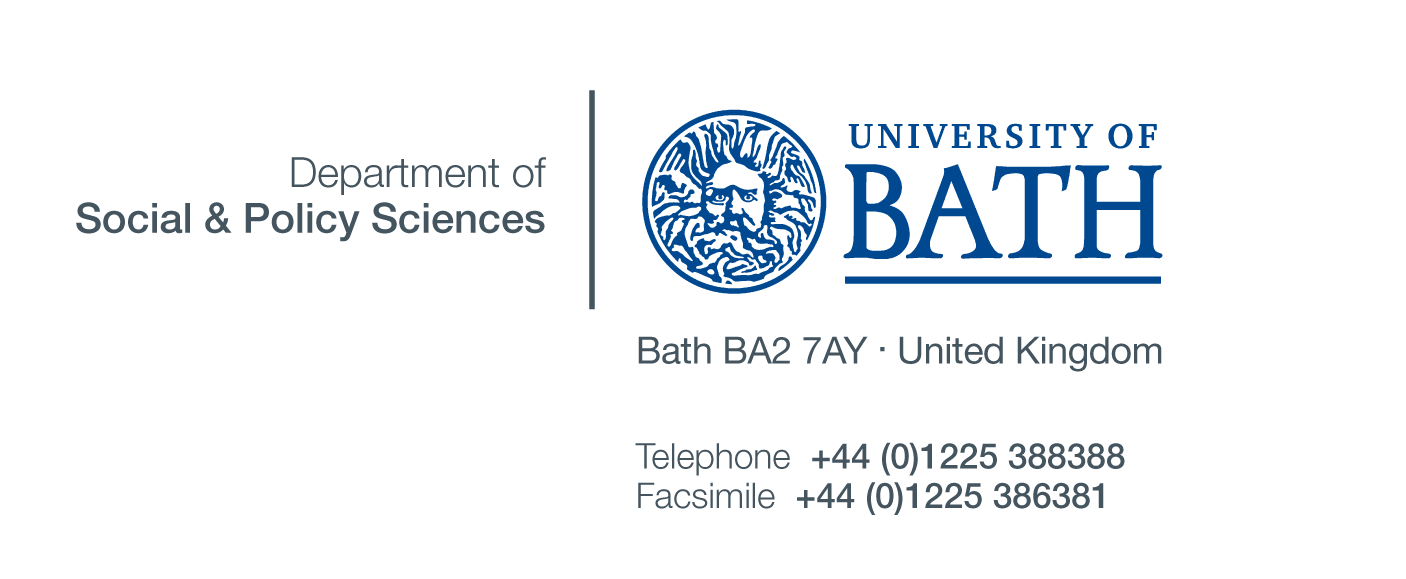 Department of
Social & Policy Sciences
UNIVERSITY OF
BATH
Bath BA2 7AY · United Kingdom
Telephone +44 (0)1225 388388
Facsimile +44 (0)1225 386381